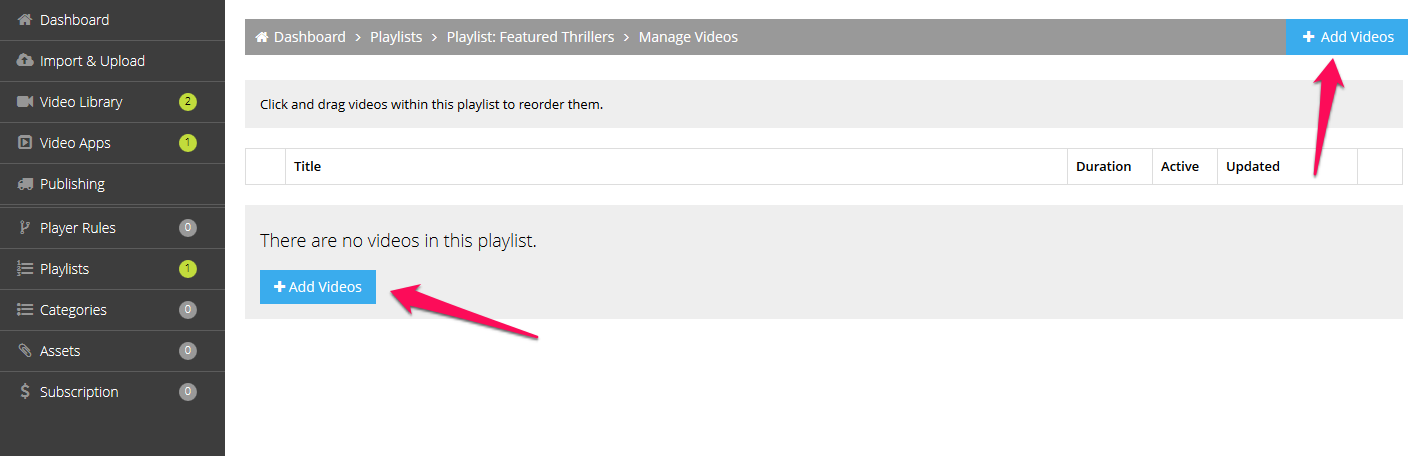 Dashboard
Import & Upload
Video Library 2
Video Apps 1
Publishing
Player Rules 0
Playlists 1
Categories 0
Assets 0
$ Subscription 0
Dashboard > Playlists > Playlist: Featured Thrillers > Manage Videos
+ Add Videos
Click and drag videos within this playlist to reorder them.
Title Duration Active Updated
There are no videos in this playlist.
+ Add Videos